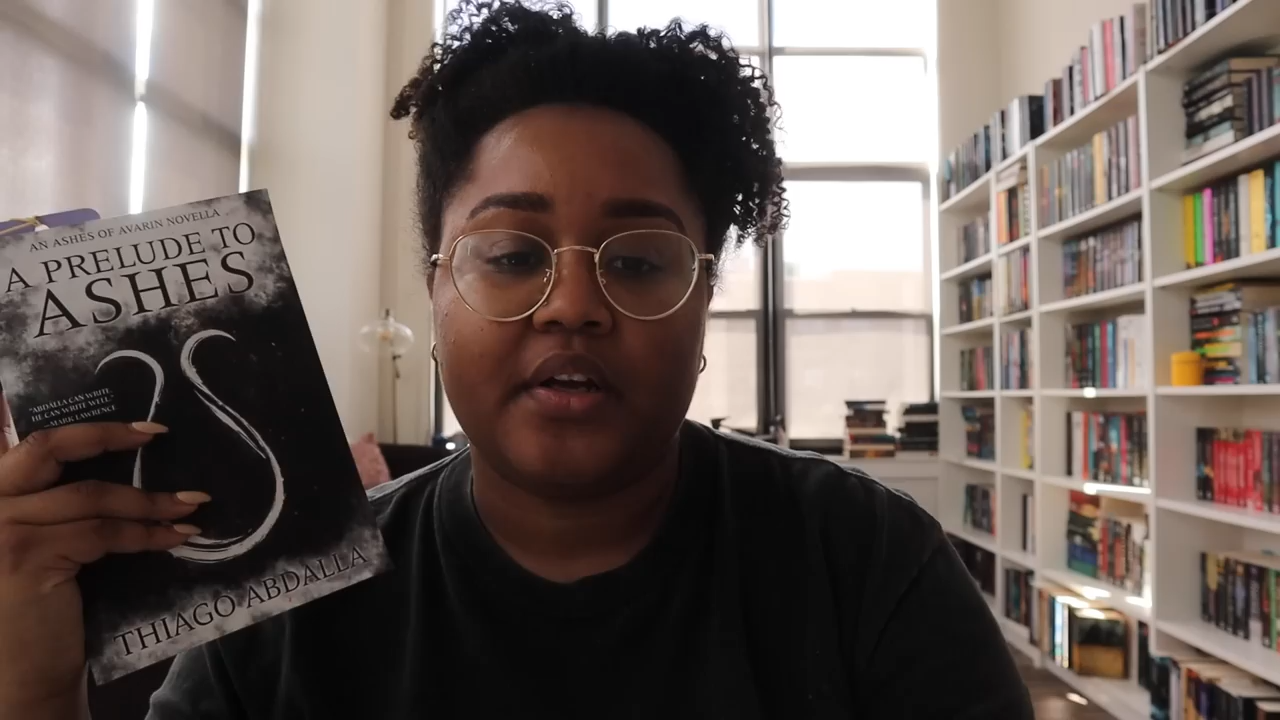 AN ASHES OF AVARIN NOVELLA
A PRELUDE TO
ASHES
"ABDALLA CAN WRITE.
HE CAN WRITE WELL."
—MARK LAWRENCE
THIAGO ABDALLA